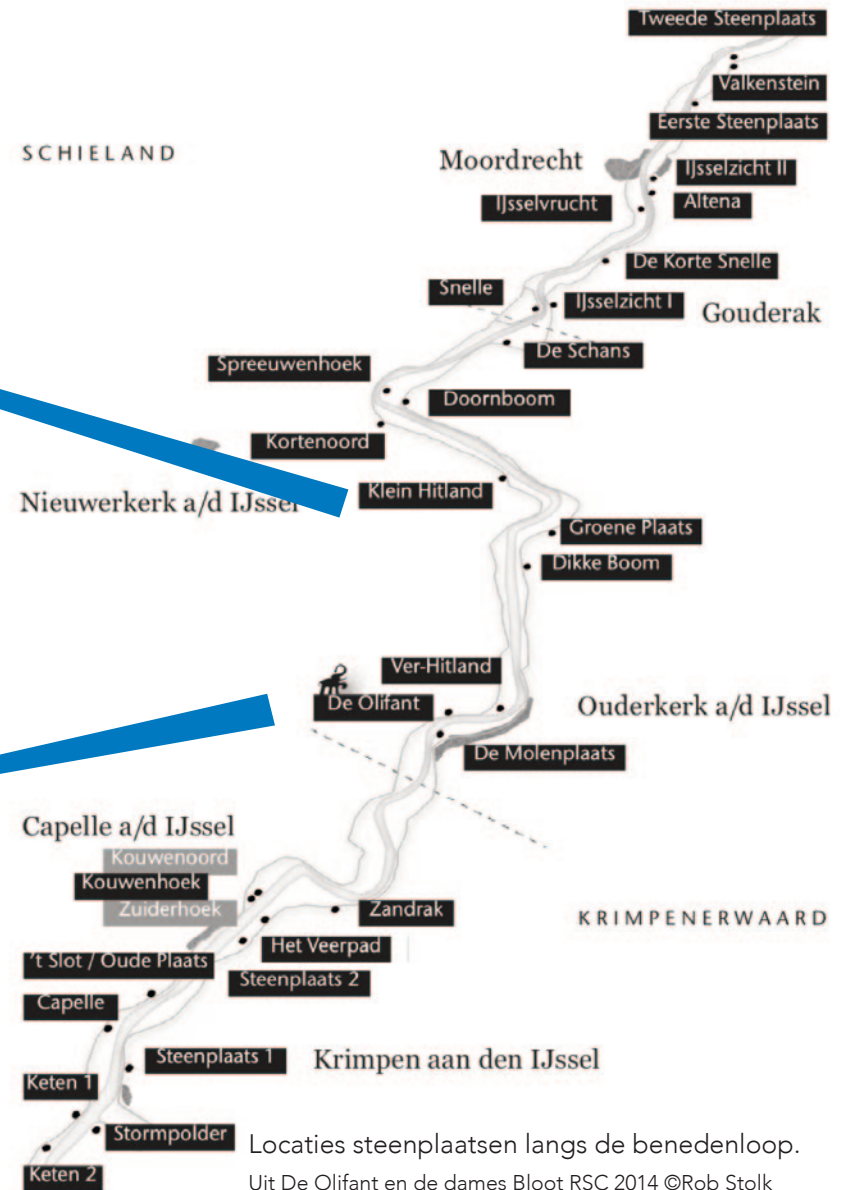 Tweede Steenplaats
Valkenstein
Eerste Steenplaats
SCHIELAND
Moordrecht
IJsselzicht II
IJsselvrucht
Altena
De Korte Snelle
Snelle
IJsselzicht I
Gouderak
De Schans
Spreeuwenhoek
Doornboom
Kortenoord
Klein Hitland
Nieuwerkerk a/d IJssel
Groene Plaats
Dikke Boom
Ver-Hitland
De Olifant
Ouderkerk a/d IJssel
De Molenplaats
Capelle a/d IJssel
Kouwenoord
Kouwenhoek
Zuiderhoek
Zandrak
KRIMPENERWAARD
Het Veerpad
't Slot / Oude Plaats
Steenplaats 2
Capelle
Steenplaats 1
Krimpen aan den IJssel
Keten 1
Stormpolder
Keten 2
Locaties steenplaatsen langs de benedenloop.
Uit De Olifant en de dames Bloot RSC 2014 ©Rob Stolk